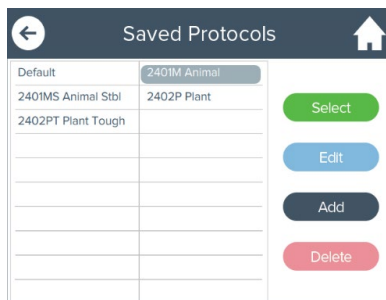 Saved Protocols
Default
2401M Animal
2401MS Animal Stbl
2402P Plant
2402PT Plant Tough
Select
Edit
Add
Delete